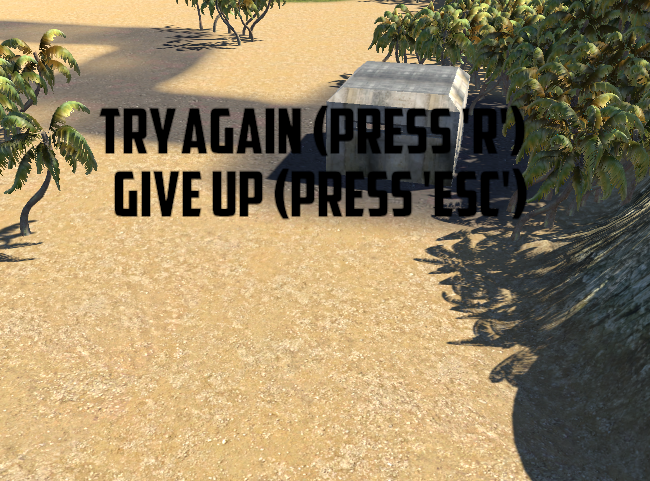 TRY AGAIN (PRESS 'R')
GIVE UP (PRESS 'ESC')